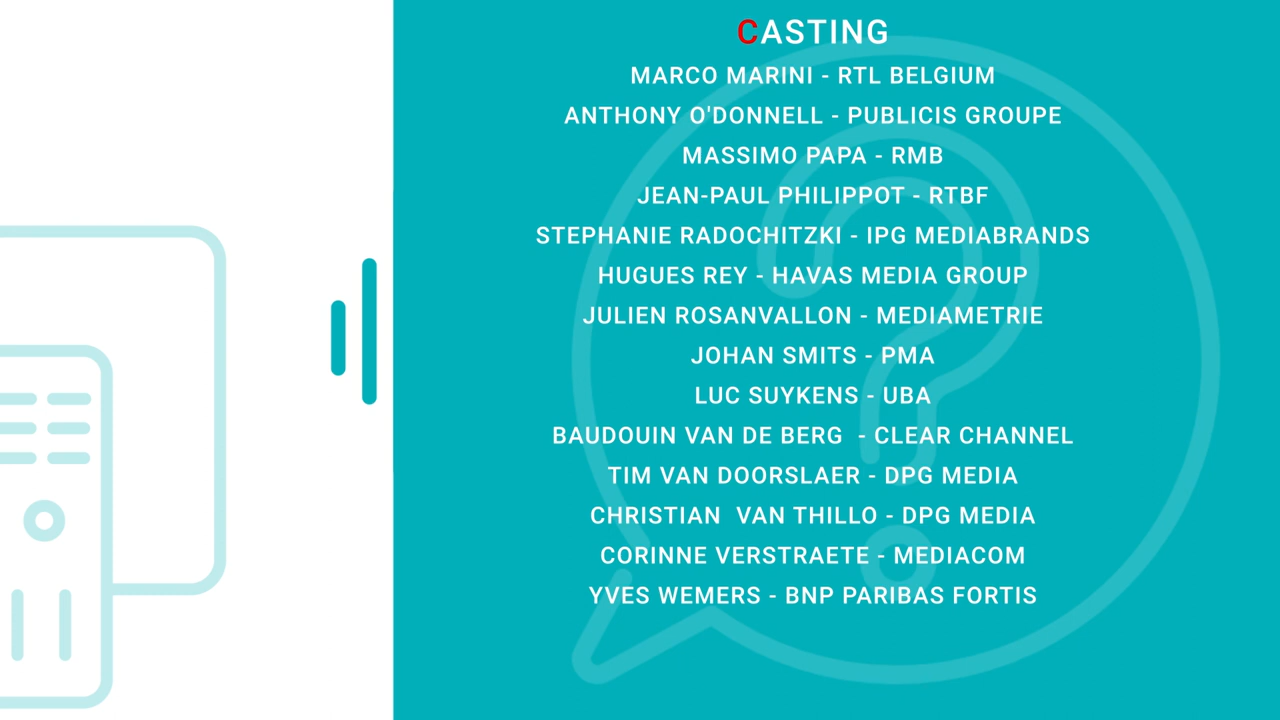 CASTING
MARCO MARINI - RTL BELGIUM
ANTHONY O'DONNELL - PUBLICIS GROUPE
MASSIMO PAPA - RMB
JEAN-PAUL PHILIPPOT - RTBF
STEPHANIE RADOCHITZKI - IPG MEDIABRANDS
HUGUES REY - HAVAS MEDIA GROUP
JULIEN ROSANVALLON - MEDIAMETRIE
JOHAN SMITS - PMA
LUC SUYKENS - UBA
BAUDOUIN VAN DE BERG  - CLEAR CHANNEL
TIM VAN DOORSLAER - DPG MEDIA
CHRISTIAN  VAN THILLO - DPG MEDIA
CORINNE VERSTRAETE - MEDIACOM
YVES WEMERS - BNP PARIBAS FORTIS